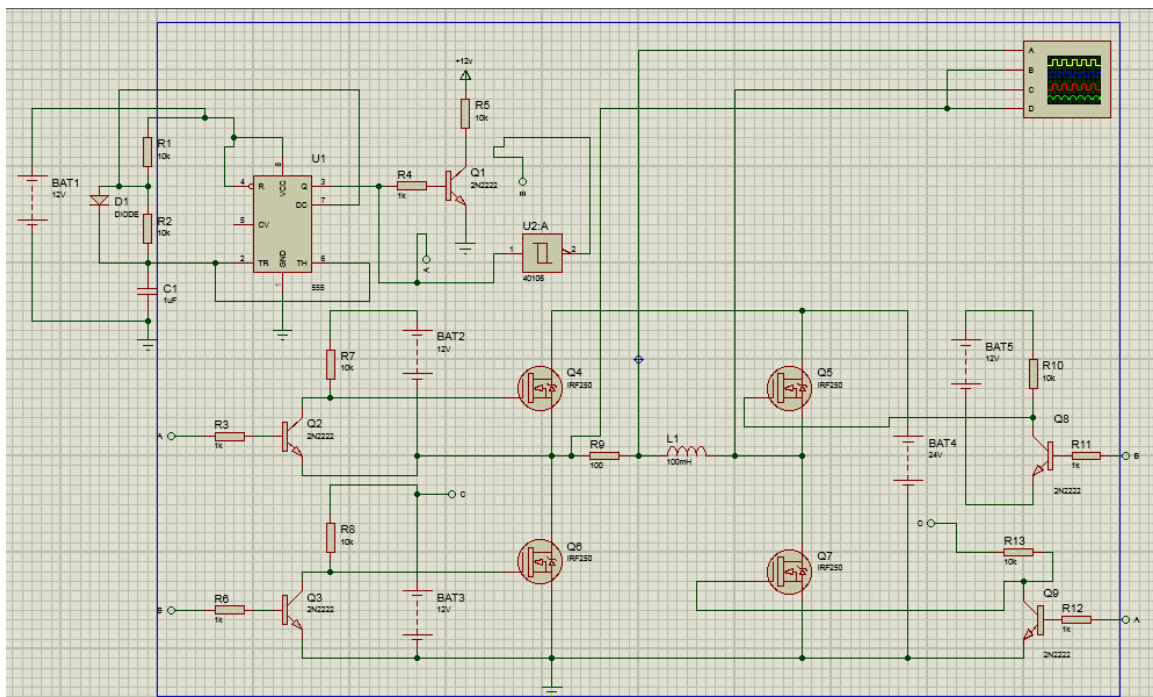 +12v
A
B
C
D
R5
10k
R1
10k
BAT1
12V
D1
DIODE
R2
10k
C1
1uF
U1
4
R
8
VCC
Q
3
DC
7
5
CV
2
TR
GND
1
TH
6
555
R4
1k
Q1
2N2222
B
A
U2:A
1
2
40106
R7
10k
BAT2
12V
Q4
IRF250
Q5
IRF250
BAT5
12V
R10
10k
A
R3
1k
Q2
2N2222
R9
100
L1
100mH
BAT4
24V
Q8
2N2222
R11
1k
B
C
C
R13
10k
R8
10k
Q6
IRF250
Q7
IRF250
BAT3
12V
B
R6
1k
Q3
2N2222
Q9
2N2222
R12
1k
A